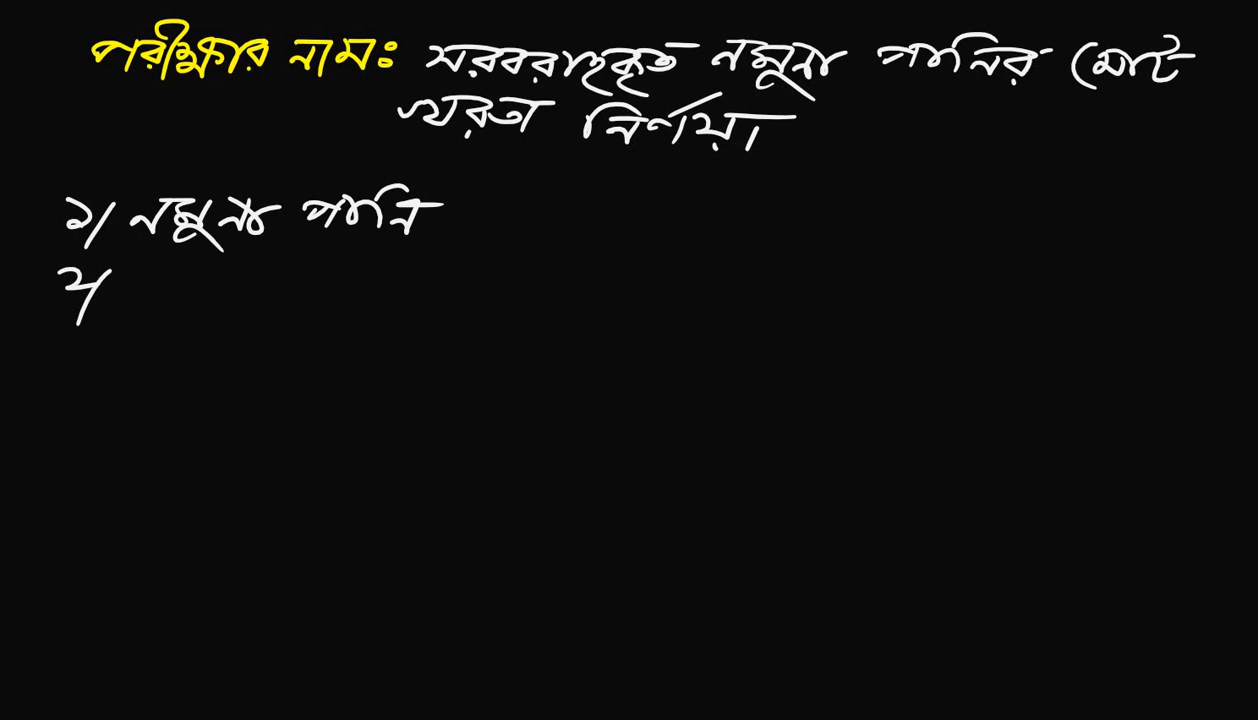 পরীক্ষার নামঃ সরবরাহকৃত নমুনা পানির মোট
খরতা নির্ণয়।
১/ নমুনা পানি
২/